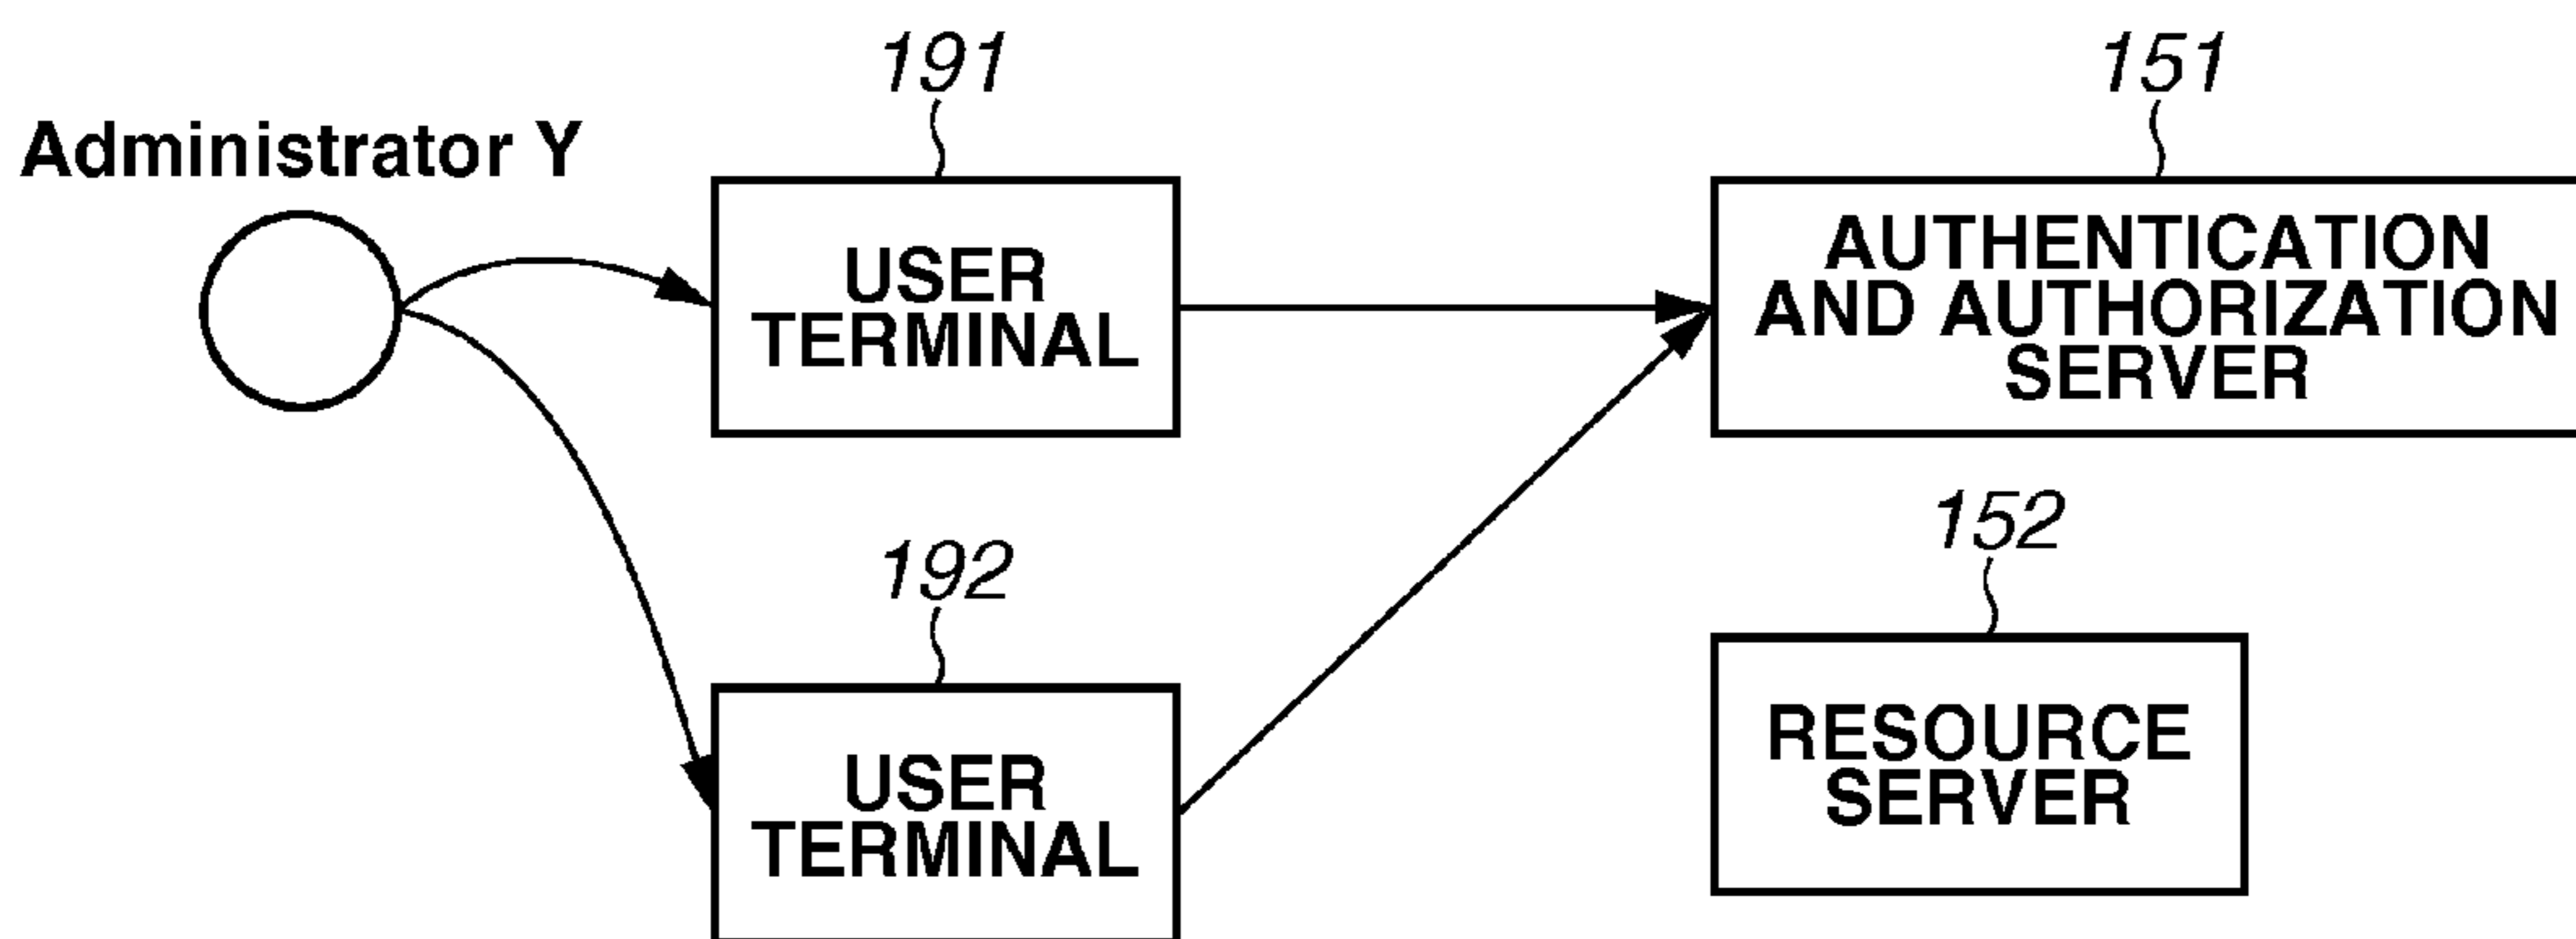 Administrator Y
191
USER
TERMINAL
151
AUTHENTICATION
AND AUTHORIZATION
SERVER
192
USER
TERMINAL
152
RESOURCE
SERVER